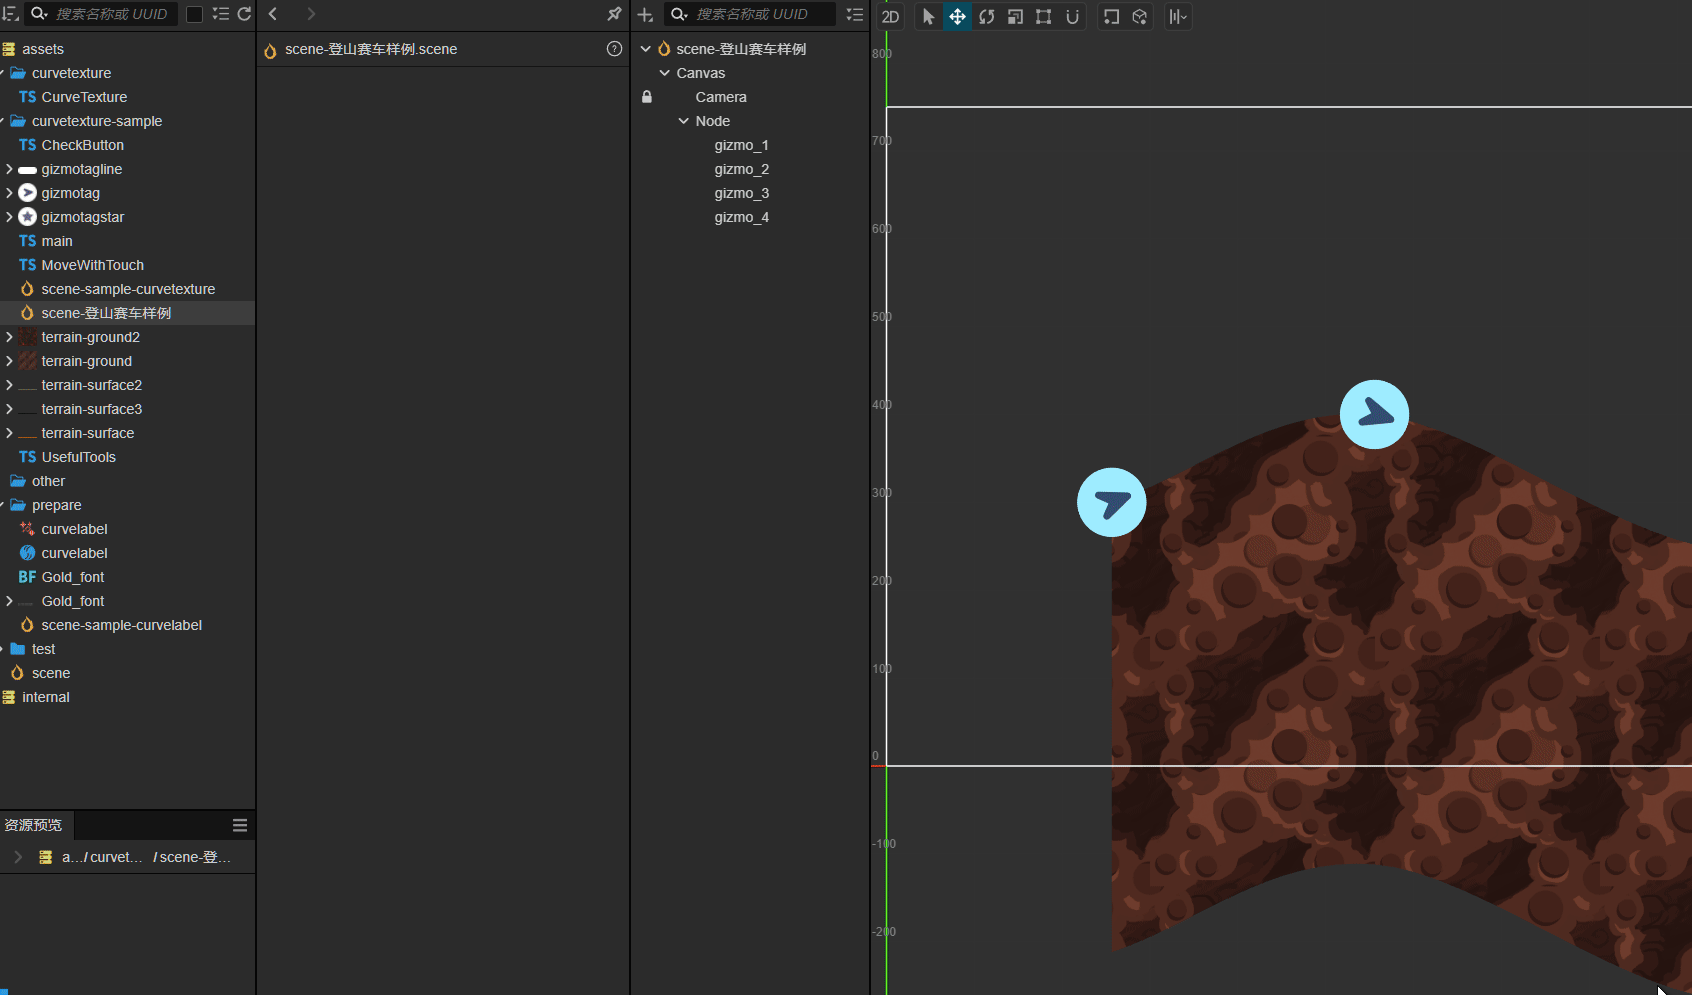 搜索名称或 UUID
assets
curvetexture
TS CurveTexture
curvetexture-sample
TS CheckButton
gizmotagline
gizmotag
gizmotagstar
TS main
TS MoveWithTouch
scene-sample-curvetexture
scene-登山赛车样例
terrain-ground2
terrain-ground
terrain-surface2
terrain-surface3
terrain-surface
TS UsefulTools
other
prepare
curvelabel
curvelabel
BF Gold_font
Gold_font
scene-sample-curvelabel
test
scene
internal
资源预览
a.../curvet... /scene-登...
scene-登山赛车样例.scene
搜索名称或 UUID
scene-登山赛车样例
Canvas
Camera
Node
gizmo_1
gizmo_2
gizmo_3
gizmo_4
2D
800
700
600
500
400
300
200
100
0
-100
-200